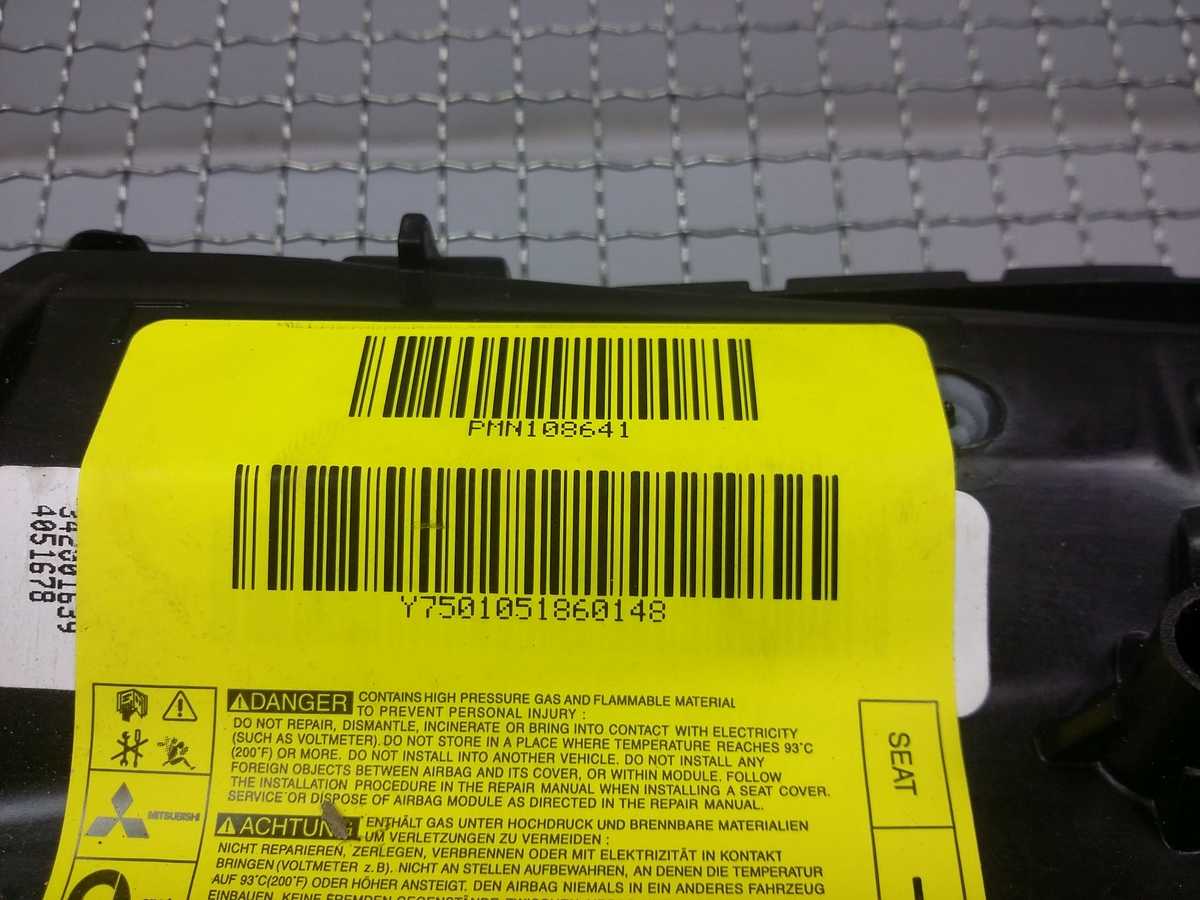 PMN108641
Y7501051860148
4051678
DANGER CONTAINS HIGH PRESSURE GAS AND FLAMMABLE MATERIAL
TO PREVENT PERSONAL INJURY :
DO NOT REPAIR, DISMANTLE, INCINERATE OR BRING INTO CONTACT WITH ELECTRICITY
(SUCH AS VOLTMETER). DO NOT STORE IN A PLACE WHERE TEMPERATURE REACHES 93°C
(200°F) OR MORE. DO NOT INSTALL INTO ANOTHER VEHICLE. DO NOT INSTALL ANY
FOREIGN OBJECTS BETWEEN AIRBAG AND ITS COVER, OR WITHIN MODULE. FOLLOW
THE INSTALLATION PROCEDURE IN THE REPAIR MANUAL WHEN INSTALLING A SEAT COVER.
SERVICE OR DISPOSE OF AIRBAG MODULE AS DIRECTED IN THE REPAIR MANUAL.
SEAT
MITSUBISHI
ACHTUNG ENTHÄLT GAS UNTER HOCHDRUCK UND BRENNBARE MATERIALIEN
UM VERLETZUNGEN ZU VERMEIDEN :
NICHT REPARIEREN, ZERLEGEN, VERBRENNEN ODER MIT ELEKTRIZITÄT IN KONTAKT
BRINGEN (VOLTMETER z.B). NICHT AN STELLEN AUFBEWAHREN, AN DENEN DIE TEMPERATUR
AUF 93°C(200°F) ODER HÖHER ANSTEIGT. DEN AIRBAG NIEMALS IN EIN ANDERES FAHRZEUG
EINBAUEN, KEINE FREMDEN GEGENSTÄNDE ZWISCHEN